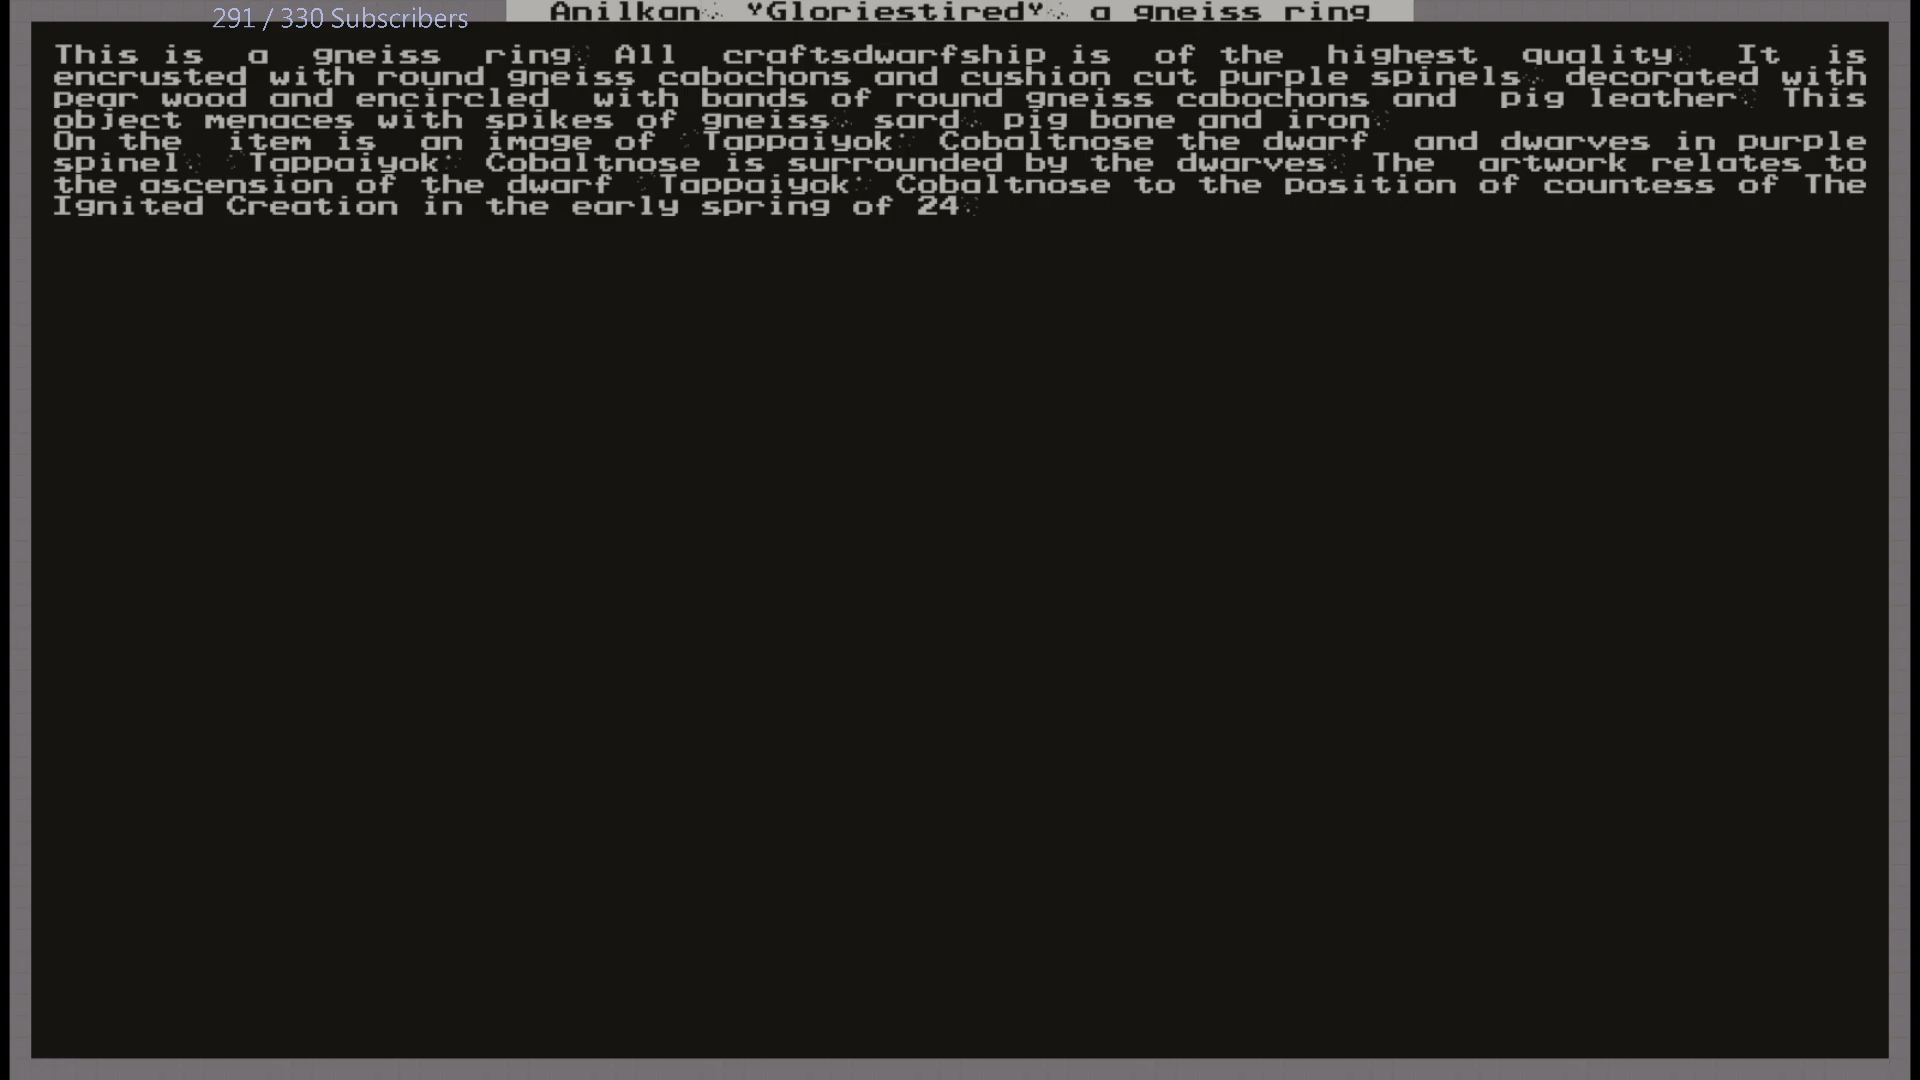 291 / 330 Subscribers
Anilkan, "Gloriestired", a gneiss ring
This is a gneiss ring. All craftsdwarfship is of the highest quality. It is
encrusted with round gneiss cabochons and cushion cut purple spinels, decorated with
pear wood and encircled with bands of round gneiss cabochons and pig leather. This
object menaces with spikes of gneiss, sard, pig bone and iron.
On the item is an image of 'Tappaiyok' Cobaltnose the dwarf and dwarves in purple
spinel. 'Tappaiyok' Cobaltnose is surrounded by the dwarves. The artwork relates to
the ascension of the dwarf 'Tappaiyok' Cobaltnose to the position of countess of The
Ignited Creation in the early spring of 24.